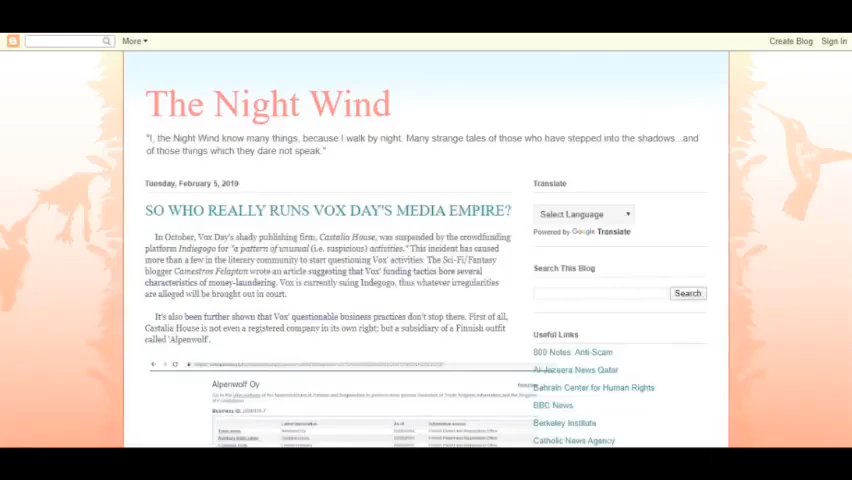 More
Create Blog Sign In
The Night Wind
"I, the Night Wind know many things, because I walk by night. Many strange tales of those who have stepped into the shadows...and
of those things which they dare not speak."
Tuesday, February 5, 2019
SO WHO REALLY RUNS VOX DAY'S MEDIA EMPIRE?
In October, Vox Day's shady publishing firm, Castalia House, was suspended by the crowdfunding
platform Indiegogo for "a pattern of unusual (i.e. suspicious) activities." This incident has caused
more than a few in the literary community to start questioning Vox' activities. The Sci-Fi/Fantasy
blogger Camestros Felapton wrote an article suggesting that Vox' funding tactics bore several
characteristics of money-laundering. Vox is currently suing Indegogo, thus whatever irregularities
are alleged will be brought out in court.
It's also been further shown that Vox' questionable business practices don't stop there. First of all,
Castalia House is not even a registered company in its own right; but a subsidiary of a Finnish outfit
called 'Alpenwolf'.
Alpenwolf Oy
Business ID
Translate
Select Language
Powered by Google Translate
Search This Blog
Search
Useful Links
800 Notes: Anti-Scam
Al-Jazeera News Qatar
Bahrain Center for Human Rights
BBC News
Berkeley Institute
Catholic News Agency